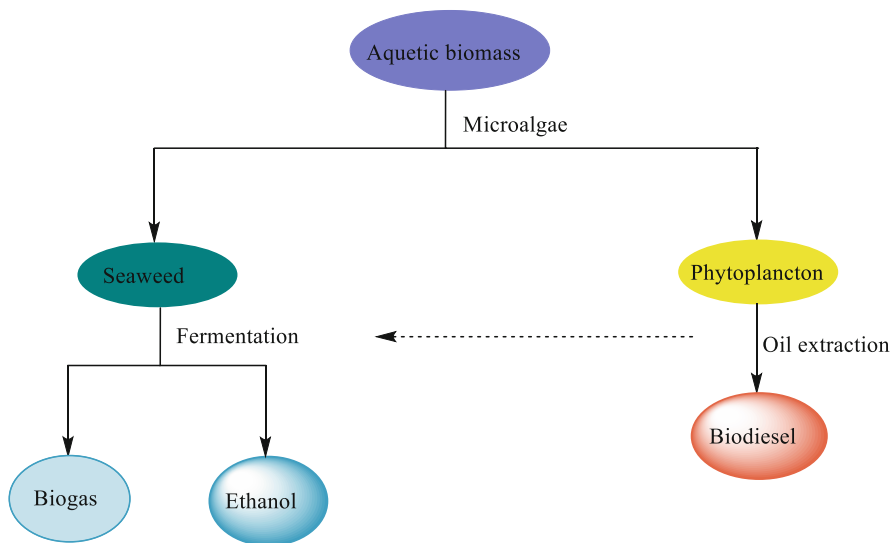 Aquetic biomass
Microalgae
Seaweed
Phytoplancton
Fermentation
Oil extraction
Biodiesel
Biogas
Ethanol